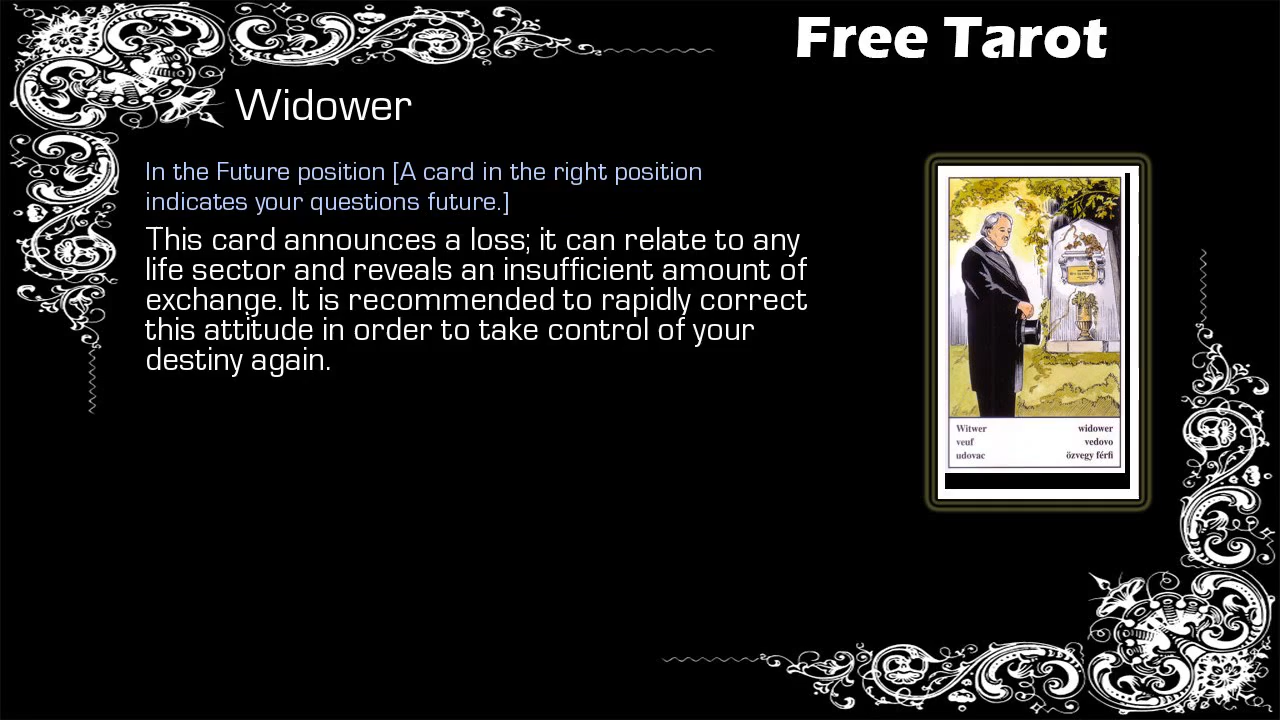 Free Tarot
Widower
In the Future position [A card in the right position
indicates your questions future.]
This card announces a loss; it can relate to any
life sector and reveals an insufficient amount of
exchange. It is recommended to rapidly correct
this attitude in order to take control of your
destiny again.
Witwer widower
veuf vedovo
udovac özvegy férfi